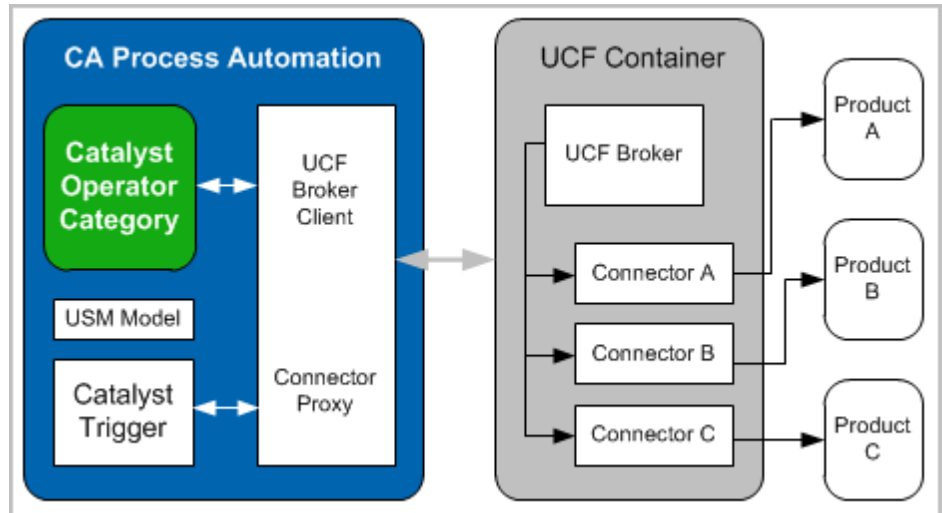 CA Process Automation
Catalyst
Operator
Category
UCF
Broker
Client
USM Model
Catalyst
Trigger
Connector
Proxy
UCF Container
UCF Broker
Connector A
Connector B
Connector C
Product
A
Product
B
Product
C